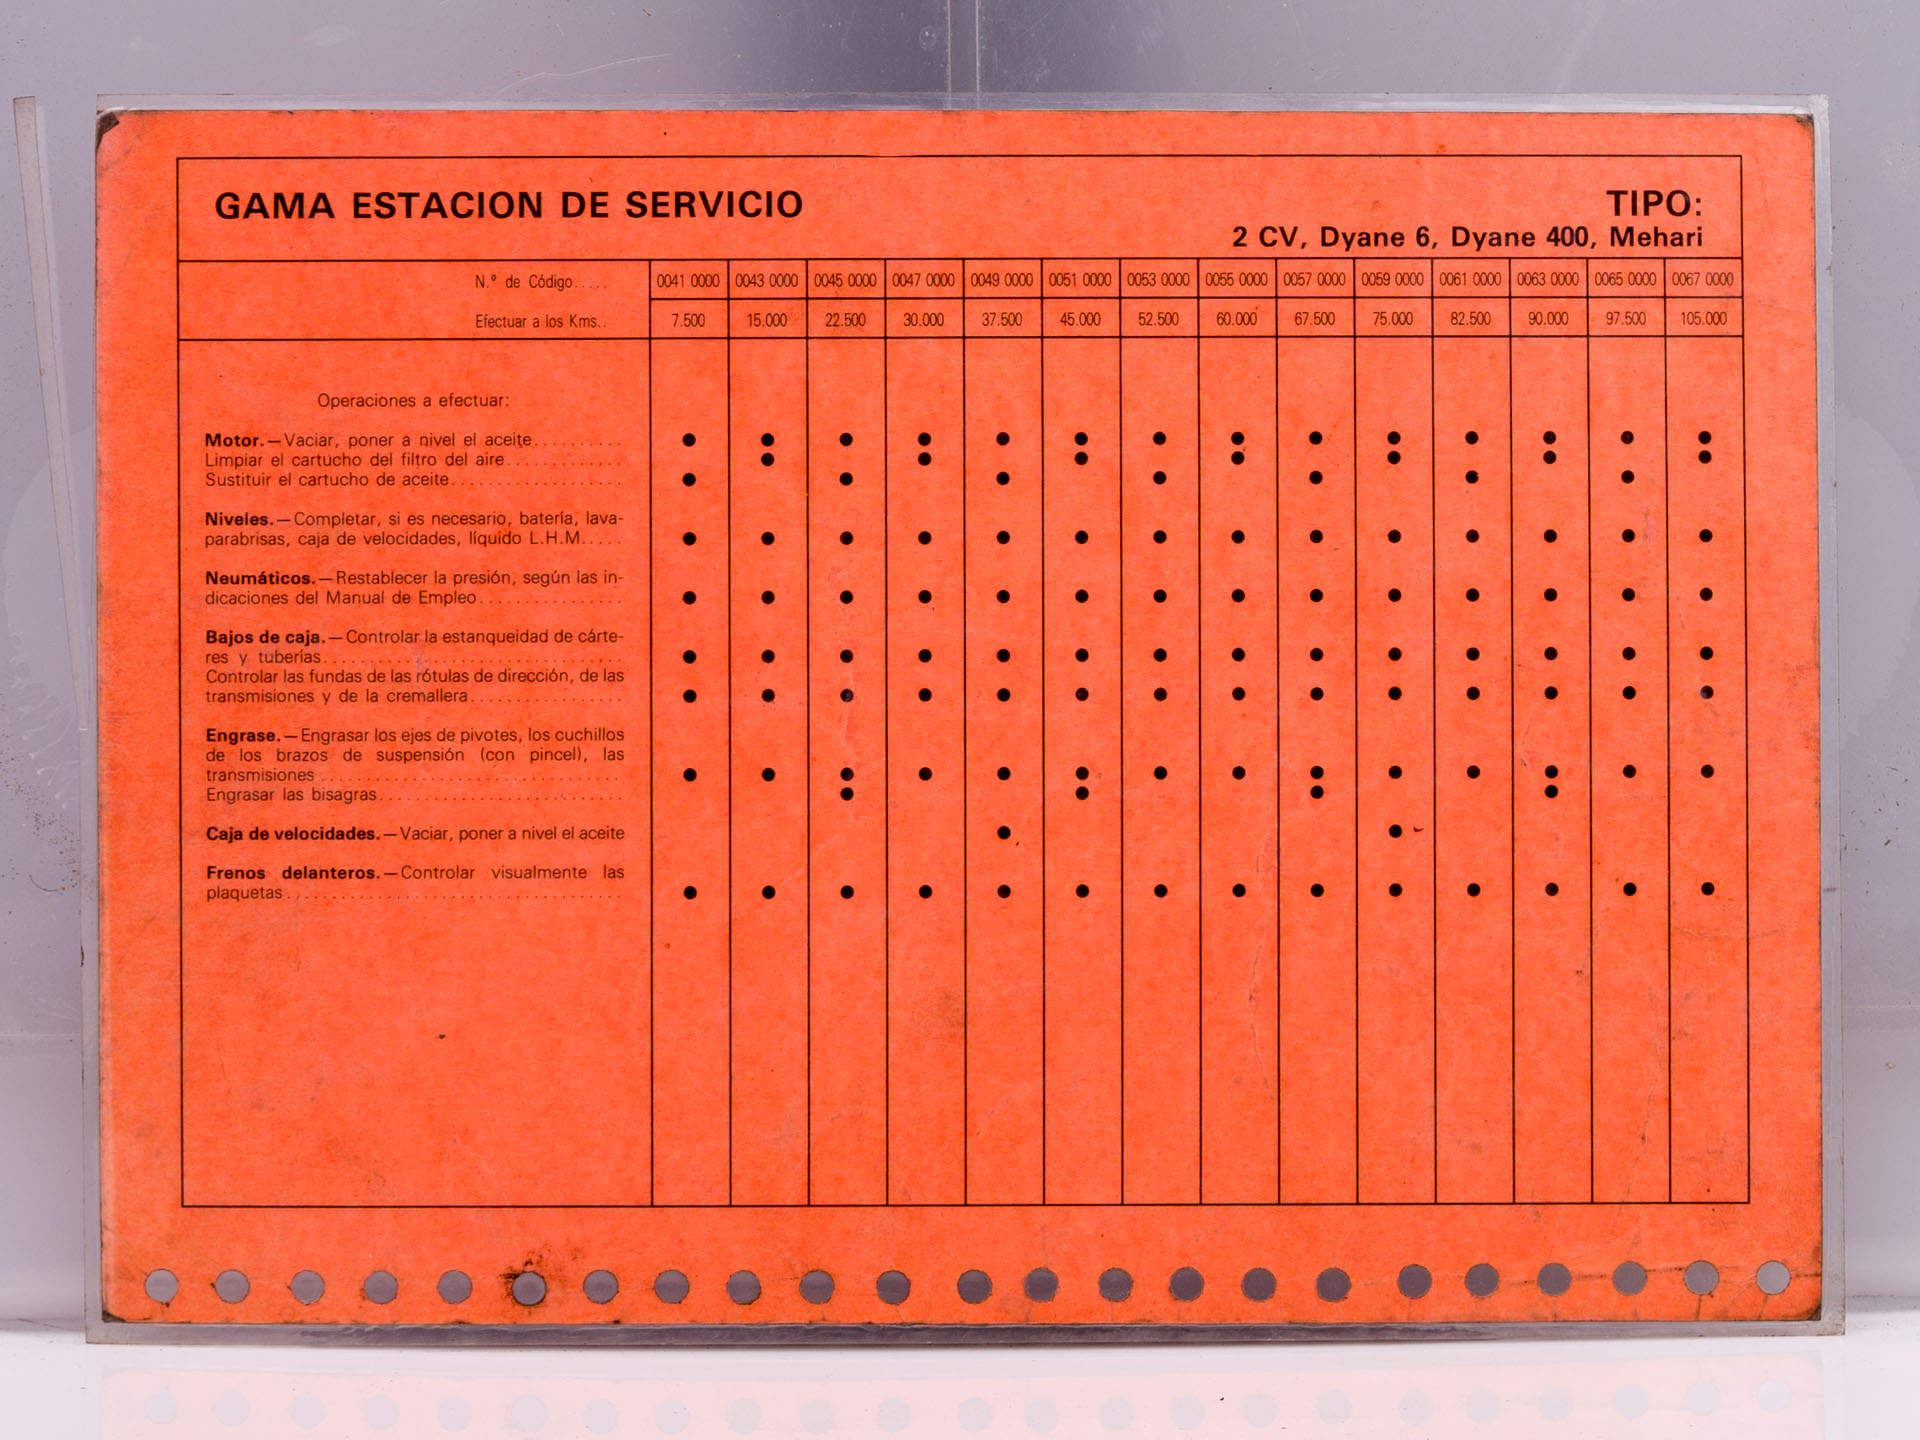 GAMA ESTACION DE SERVICIO
TIPO:
2 CV, Dyane 6, Dyane 400, Mehari
N.º de Código..... 0041 0000 0043 0000 0045 0000 0047 0000 0049 0000 0051 0000 0053 0000 0055 0000 0057 0000 0059 0000 0061 0000 0063 0000 0065 0000 0067 0000
Efectuar a los Kms.. 7.500 15.000 22.500 30.000 37.500 45.000 52.500 60.000 67.500 75.000 82.500 90.000 97.500 105.000
Operaciones a efectuar:
Motor.—Vaciar, poner a nivel el aceite..........
Limpiar el cartucho del filtro del aire.............
Sustituir el cartucho de aceite...................
Niveles.—Completar, si es necesario, batería, lava-
parabrisas, caja de velocidades, líquido L.H.M.....
Neumáticos.—Restablecer la presión, según las in-
dicaciones del Manual de Empleo................
Bajos de caja.—Controlar la estanqueidad de cárte-
res y tuberías.................................
Controlar las fundas de las rótulas de dirección, de las
transmisiones y de la cremallera.................
Engrase.—Engrasar los ejes de pivotes, los cuchillos
de los brazos de suspensión (con pincel), las
transmisiones.................................
Engrasar las bisagras...........................
Caja de velocidades.—Vaciar, poner a nivel el aceite
Frenos delanteros.—Controlar visualmente las
plaquetas.....................................